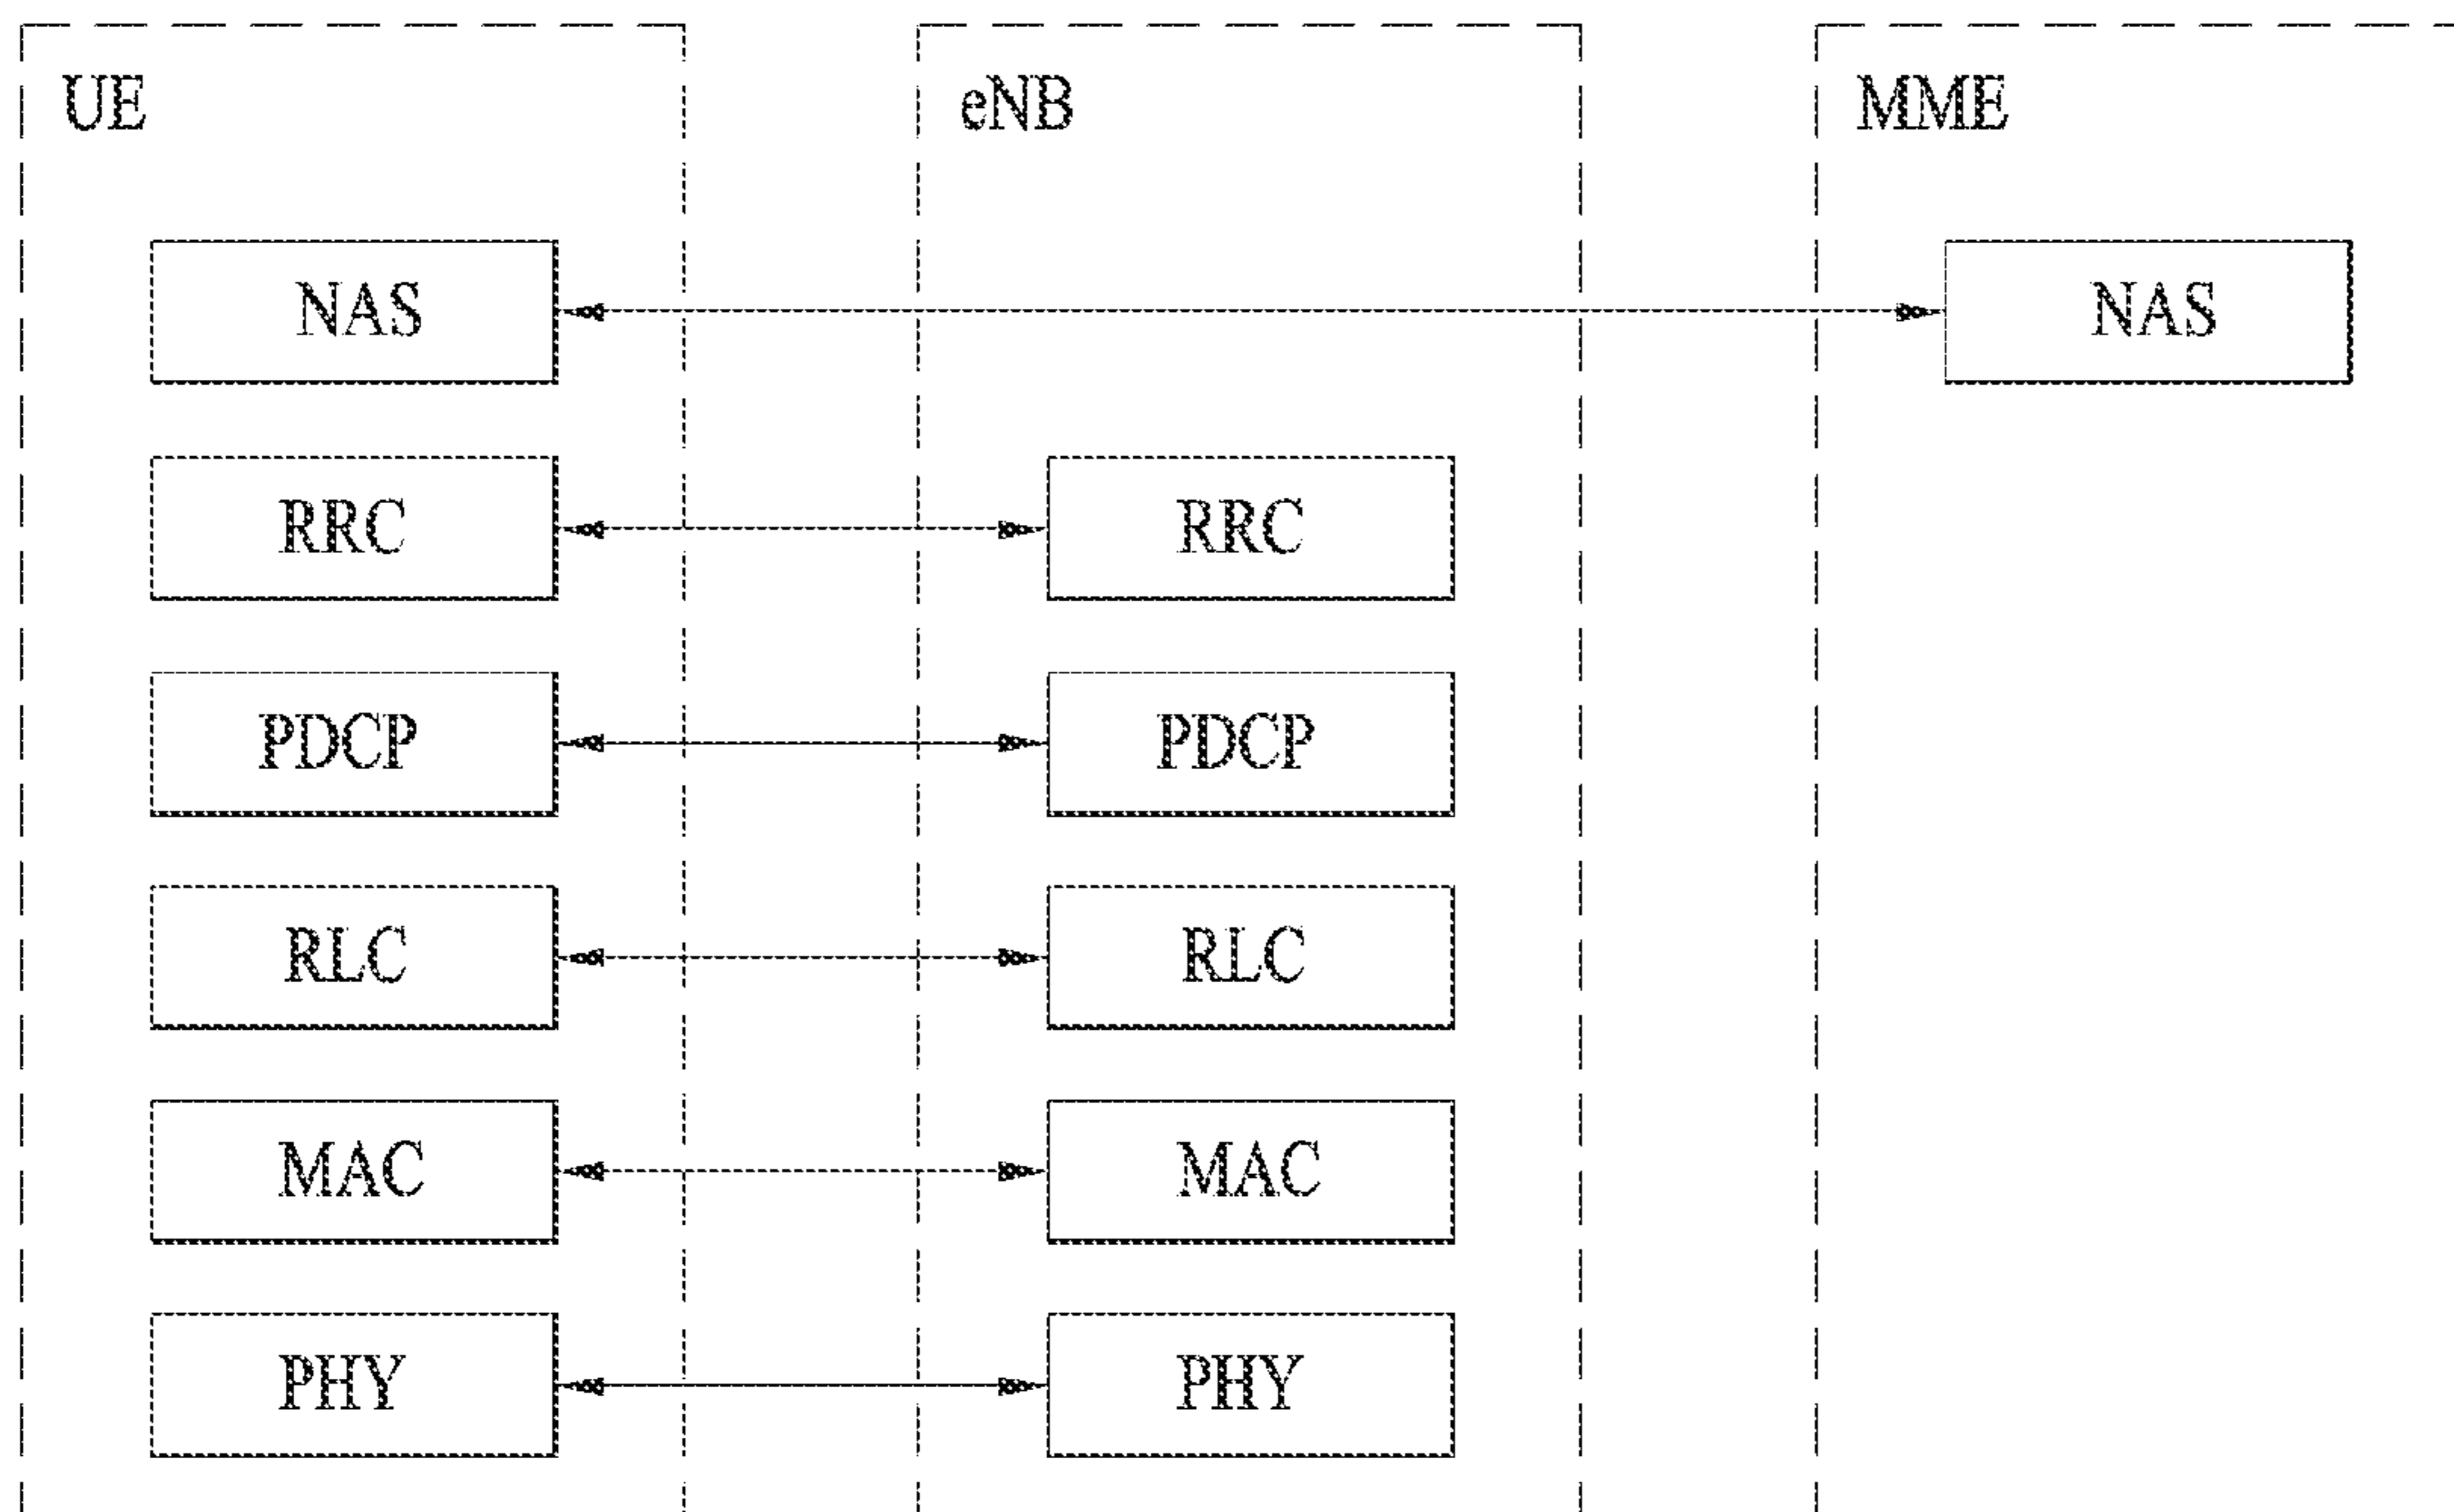 UE eNB MME
NAS NAS
RRC RRC
PDCP PDCP
RLC RLC
MAC MAC
PHY PHY